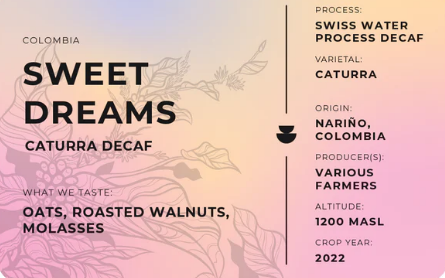 COLOMBIA
SWEET
DREAMS
CATURRA DECAF
WHAT WE TASTE:
OATS, ROASTED WALNUTS,
MOLASSES
PROCESS:
SWISS WATER
PROCESS DECAF
VARIETAL:
CATURRA
ORIGIN:
NARIÑO,
COLOMBIA
PRODUCER(S):
VARIOUS
FARMERS
ALTITUDE:
1200 MASL
CROP YEAR:
2022